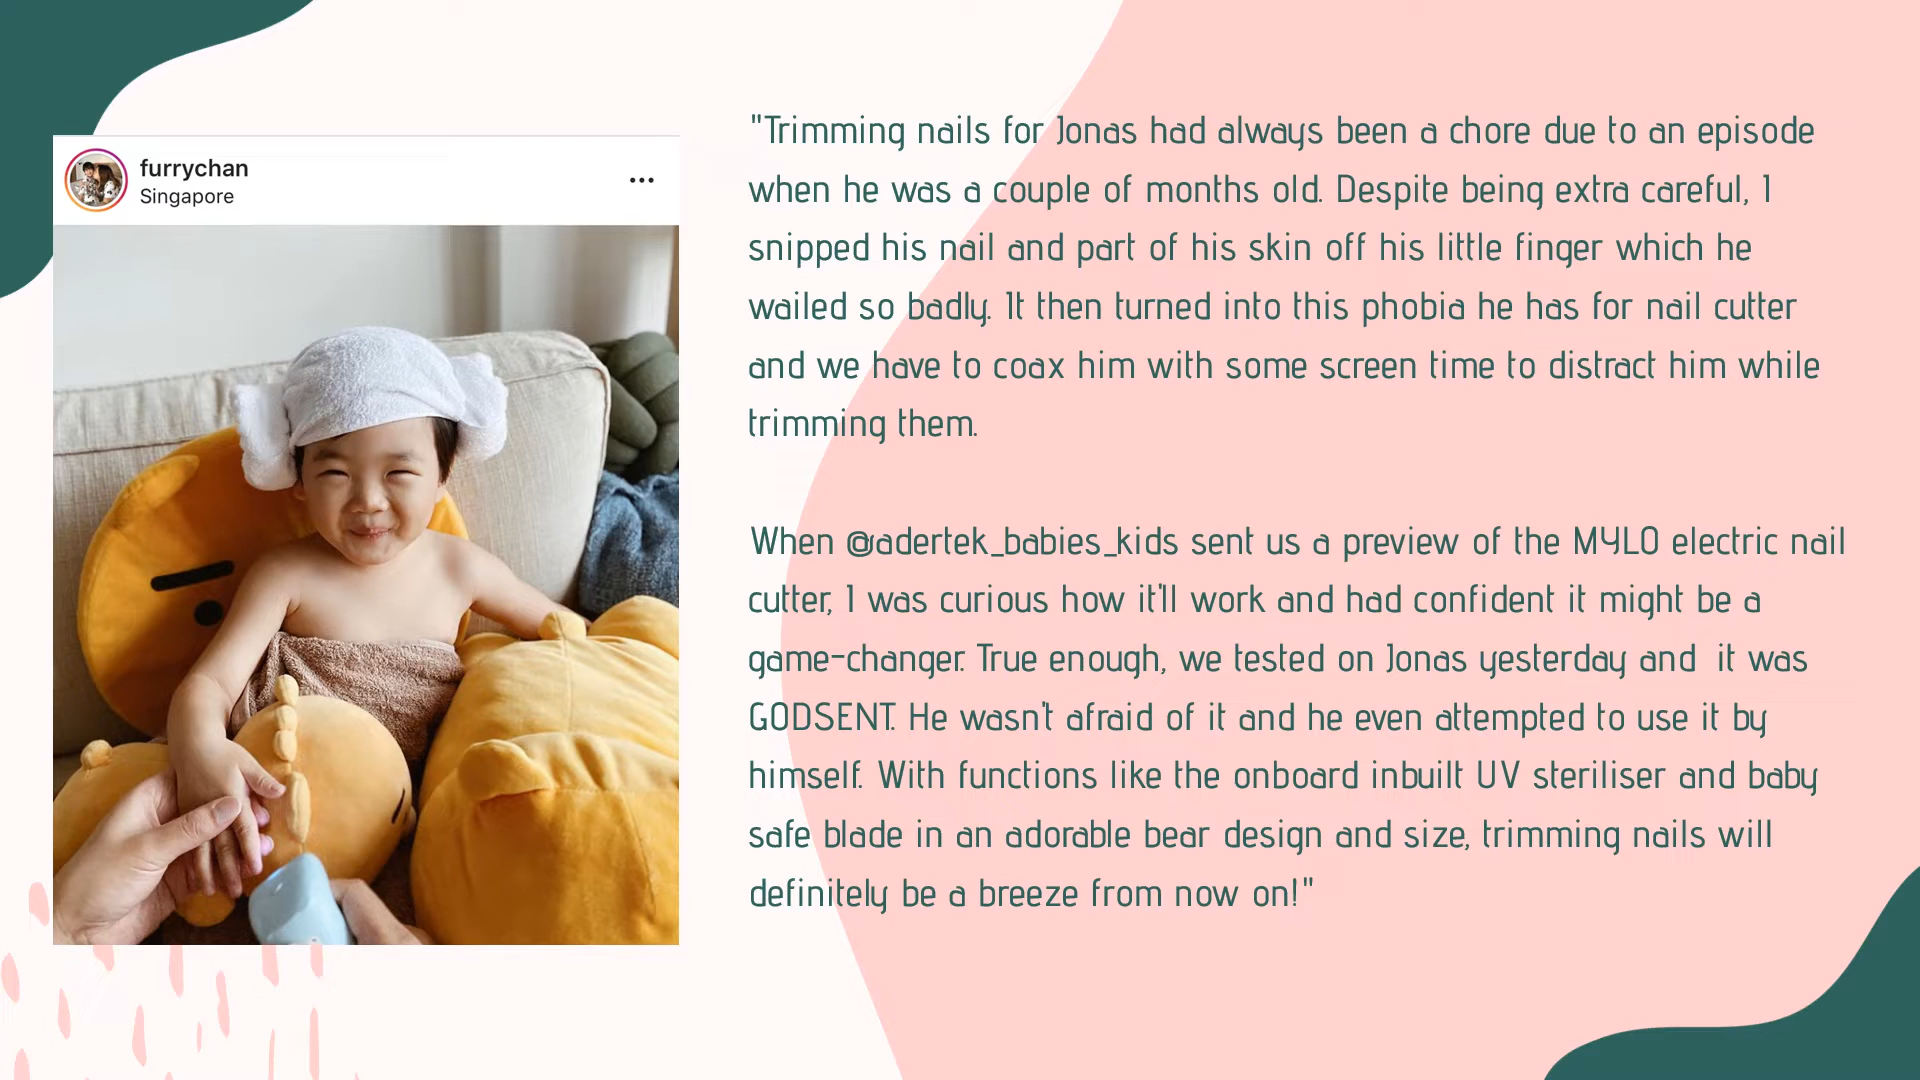 furrychan
Singapore
"Trimming nails for Jonas had always been a chore due to an episode
when he was a couple of months old. Despite being extra careful, I
snipped his nail and part of his skin off his little finger which he
wailed so badly. It then turned into this phobia he has for nail cutter
and we have to coax him with some screen time to distract him while
trimming them.
When @adertek_babies_kids sent us a preview of the MYLO electric nail
cutter, I was curious how it'll work and had confident it might be a
game-changer. True enough, we tested on Jonas yesterday and  it was
GODSENT. He wasn't afraid of it and he even attempted to use it by
himself. With functions like the onboard inbuilt UV steriliser and baby
safe blade in an adorable bear design and size, trimming nails will
definitely be a breeze from now on!"